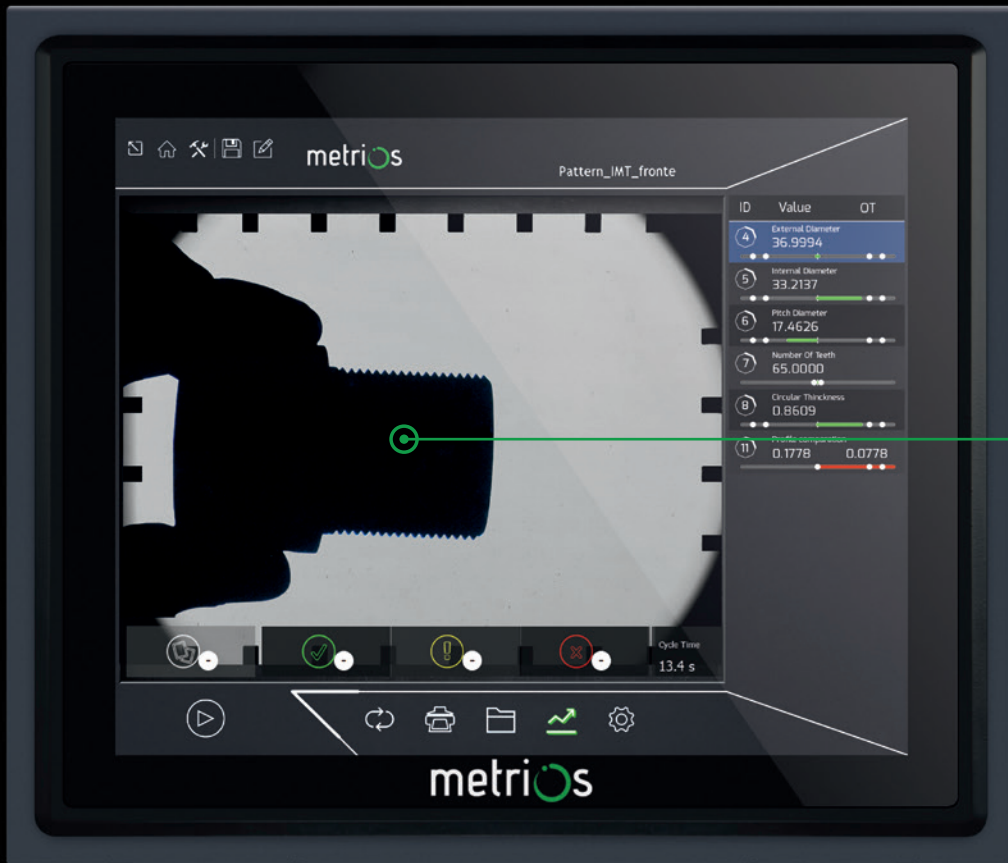 metrios
Pattern_IMT_fronte
ID Value OT
4 External Diameter
36.9994
5 Internal Diameter
33.2137
6 Pitch Diameter
17.4626
7 Number Of Teeth
65.0000
8 Circular Thinckness
0.8609
11 Profile comparation
0.1778 0.0778
Cycle Time
13.4 s
metrios